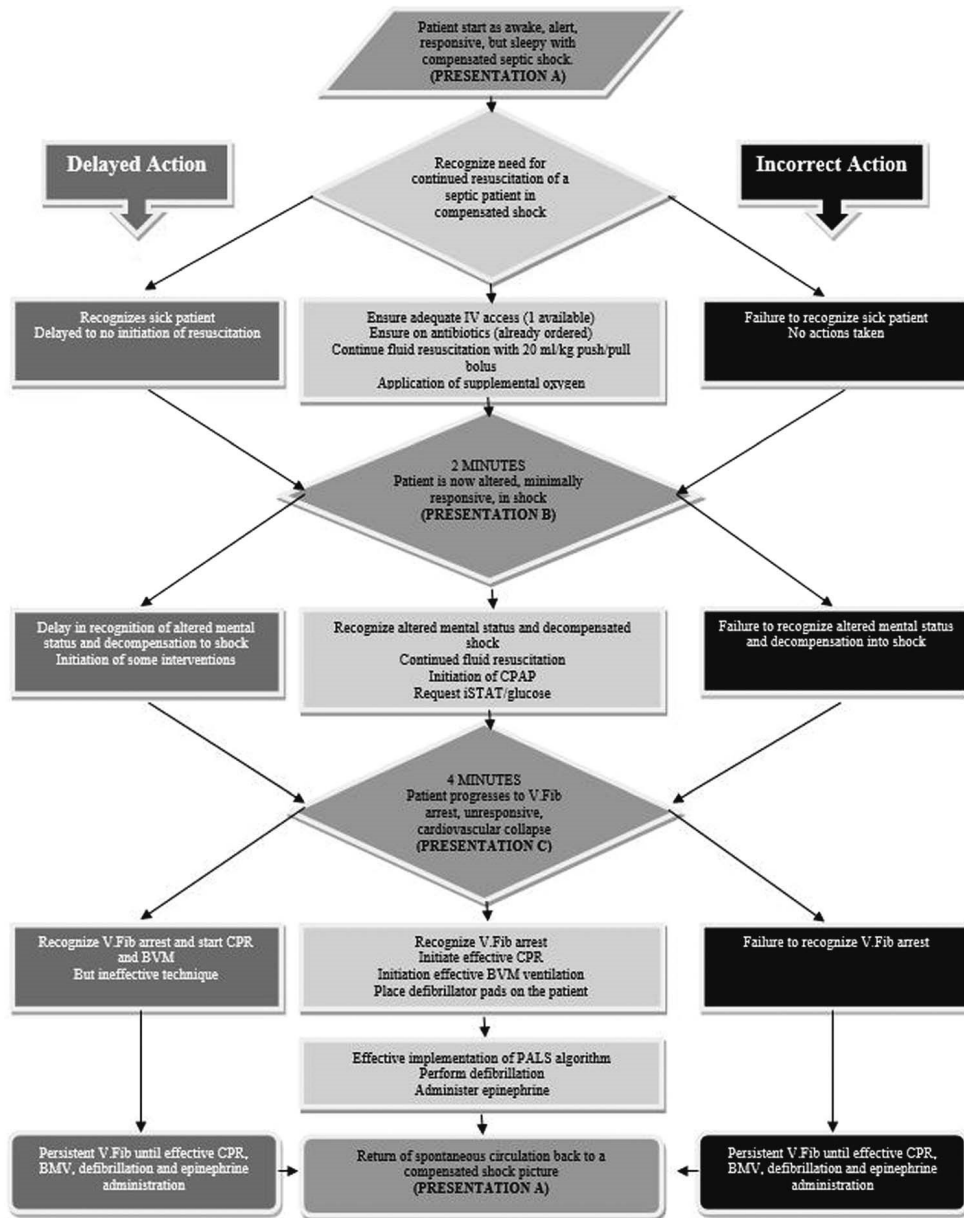 Patient start as awake, alert,
responsive, but sleepy with
compensated septic shock.
(PRESENTATION A)
Delayed Action
Recognize need for
continued resuscitation of a
septic patient in
compensated shock
Incorrect Action
Recognizes sick patient
Delayed to no initiation of resuscitation
Ensure adequate IV access (1 available)
Ensure on antibiotics (already ordered)
Continue fluid resuscitation with 20 ml/kg push/pull
bolus
Application of supplemental oxygen
Failure to recognize sick patient
No actions taken
2 MINUTES
Patient is now altered, minimally
responsive, in shock
(PRESENTATION B)
Delay in recognition of altered mental
status and decompensation to shock
Initiation of some interventions
Recognize altered mental status and decompensated
shock
Continued fluid resuscitation
Initiation of CPAP
Request iSTAT/glucose
Failure to recognize altered mental status
and decompensation into shock
4 MINUTES
Patient progresses to V.Fib
arrest, unresponsive,
cardiovascular collapse
(PRESENTATION C)
Recognize V.Fib arrest and start CPR
and BVM
But ineffective technique
Recognize V.Fib arrest
Initiate effective CPR
Initiation effective BVM ventilation
Place defibrillator pads on the patient
Failure to recognize V.Fib arrest
Effective implementation of PALS algorithm
Perform defibrillation
Administer epinephrine
Persistent V.Fib until effective CPR,
BMV, defibrillation and epinephrine
administration
Return of spontaneous circulation back to a
compensated shock picture
(PRESENTATION A)
Persistent V.Fib until effective CPR,
BMV, defibrillation and epinephrine
administration